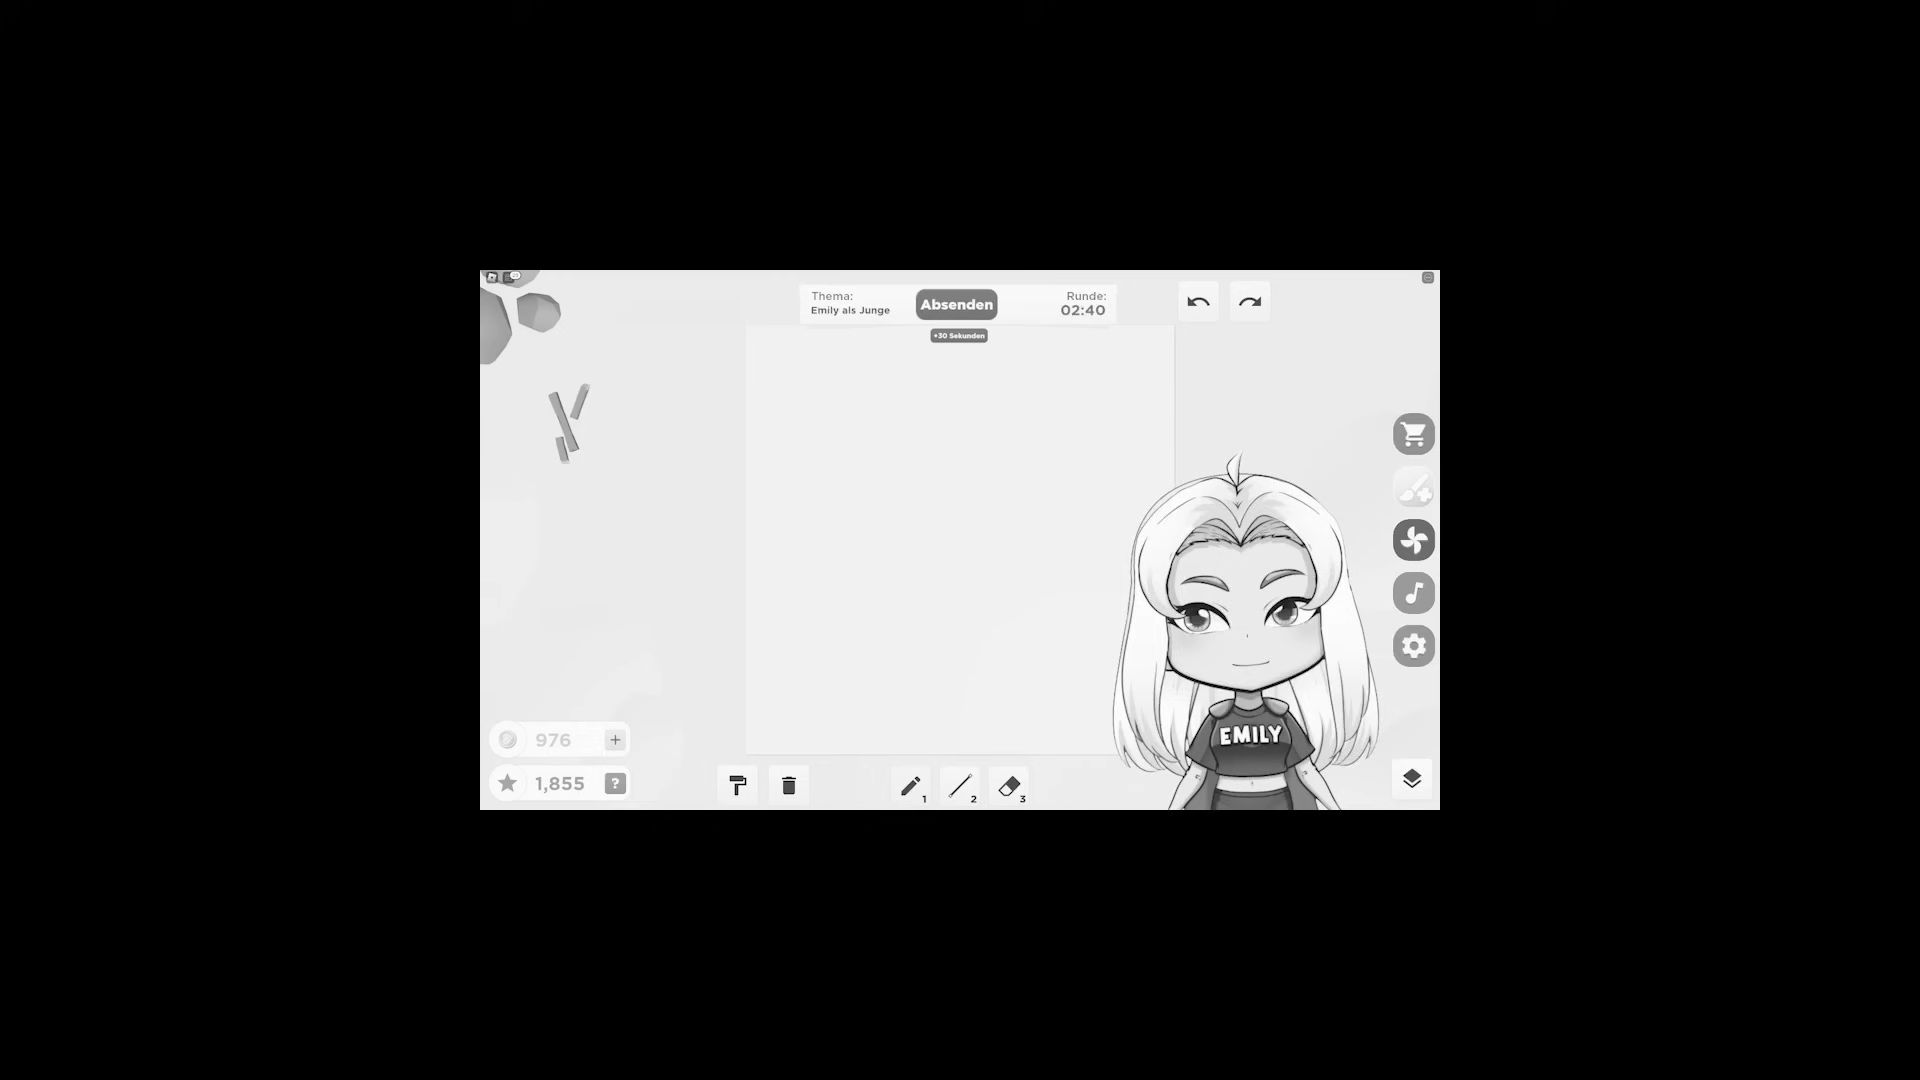 Thema:
Emily als Junge
Absenden
Runde:
02:40
+30 Sekunden
EMILY
976
+
1,855
?
1
2
3